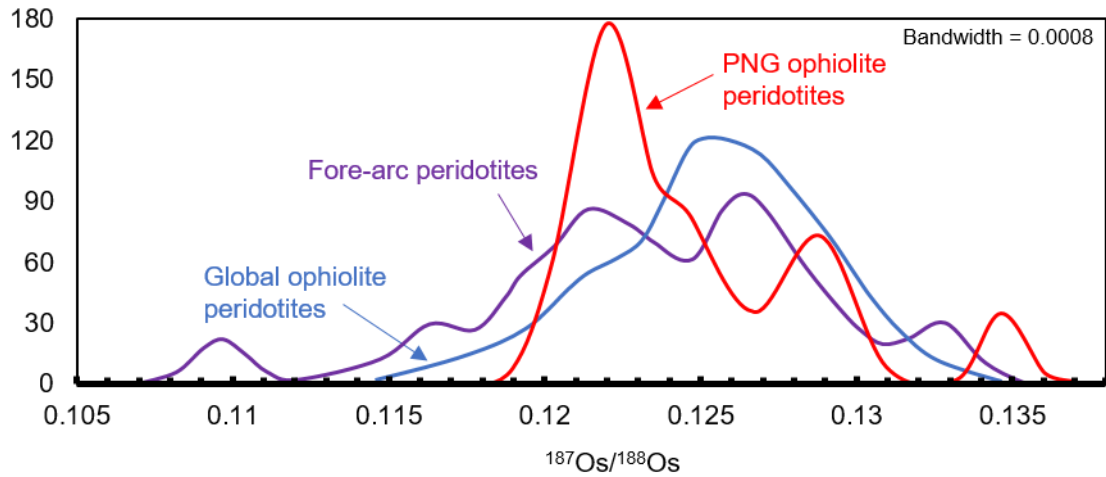 180
150
120
90
60
30
0
Bandwidth = 0.0008
PNG ophiolite
peridotites
Fore-arc peridotites
Global ophiolite
peridotites
0.105 0.11 0.115 0.12 0.125 0.13 0.135
¹⁸⁷Os/¹⁸⁸Os